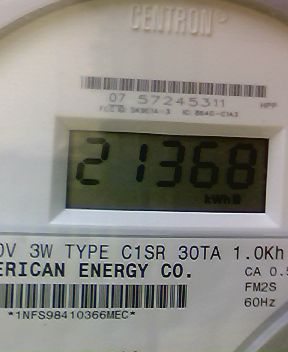 CENTRON®
07 57245311 HPP
21368
kWh
0V 3W TYPE C1SR 30TA 1.0Kh
ERICAN ENERGY CO.
CA 0.5
FM2S
60Hz
*1NFS98410366MEC*